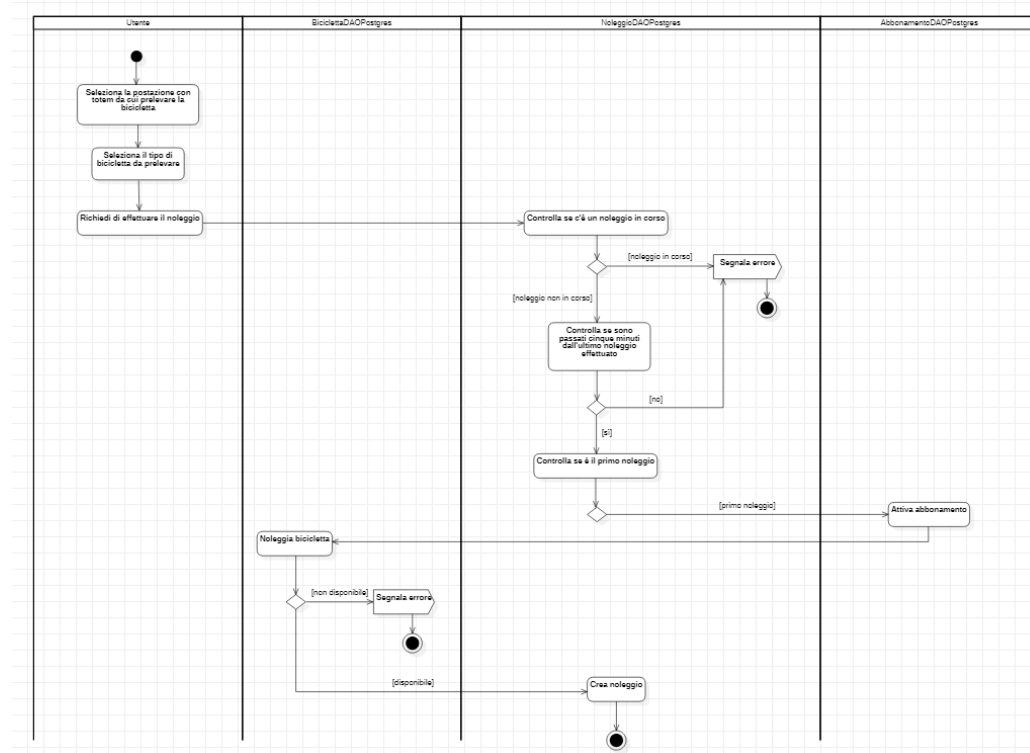 Utente
BiciclettaDAOPostgres
NoleggioDAOPostgres
AbbonamentoDAOPostgres
Seleziona la postazione con
totem da cui prelevare la
bicicletta
Seleziona il tipo di
bicicletta da prelevare
Richiedi di effettuare il noleggio
Controlla se c'è un noleggio in corso
[noleggio in corso]
Segnala errore
[noleggio non in corso]
Controlla se sono
passati cinque minuti
dall'ultimo noleggio
effettuato
[no]
[sì]
Controlla se è il primo noleggio
[primo noleggio]
Attiva abbonamento
Noleggia bicicletta
[non disponibile]
Segnala errore
[disponibile]
Crea noleggio